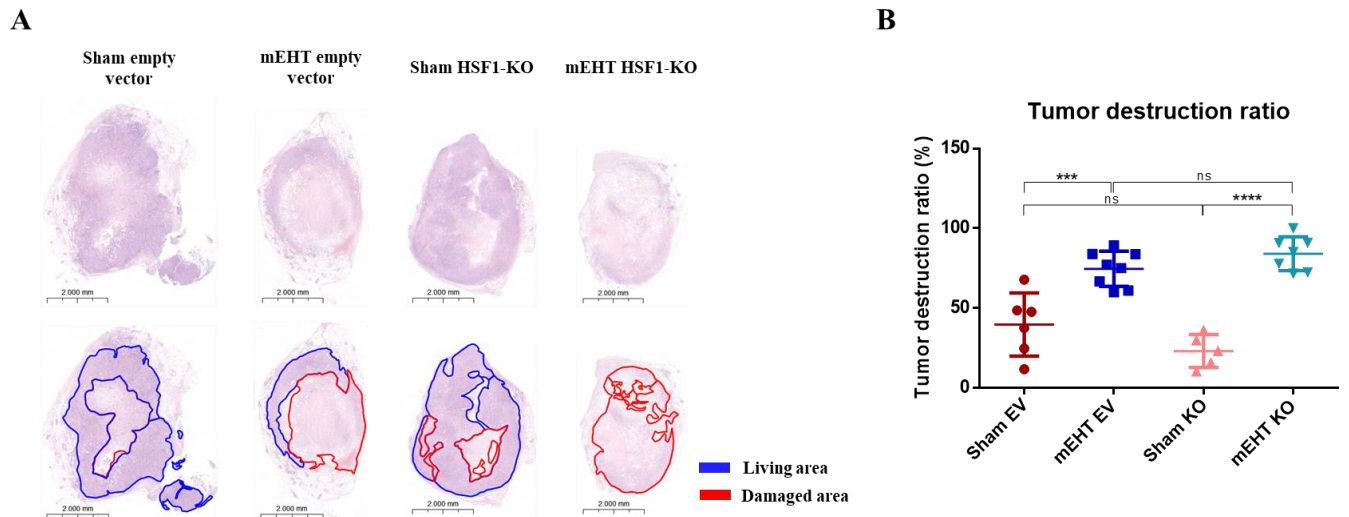 A
Sham empty
vector
mEHT empty
vector
Sham HSF1-KO
mEHT HSF1-KO
2.000 mm
2.000 mm
2.000 mm
2.000 mm
2.000 mm
2.000 mm
2.000 mm
2.000 mm
Living area
Damaged area
B
Tumor destruction ratio
Tumor destruction ratio (%)
150
100
50
0
***
ns
ns
****
Sham EV
mEHT EV
Sham KO
mEHT KO